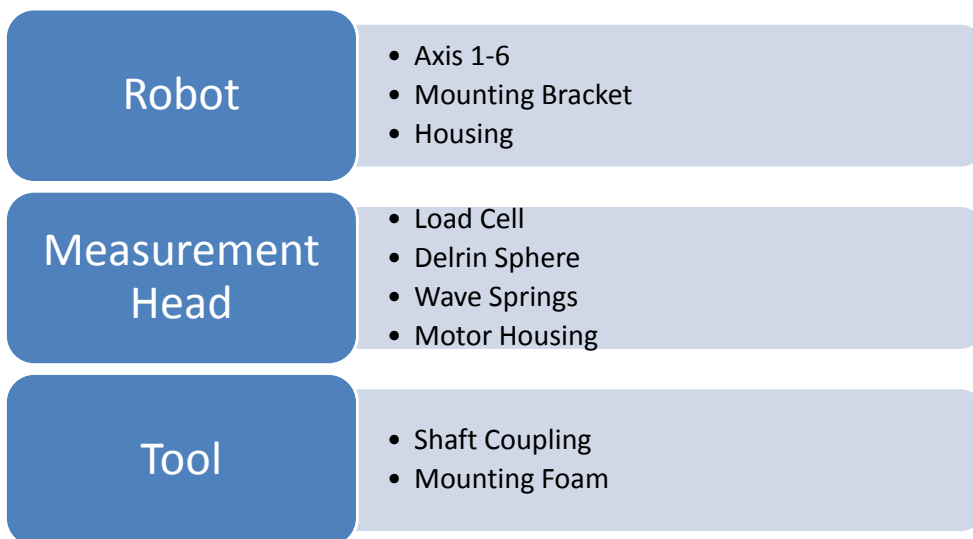 Robot
• Axis 1-6
• Mounting Bracket
• Housing
Measurement
Head
• Load Cell
• Delrin Sphere
• Wave Springs
• Motor Housing
Tool
• Shaft Coupling
• Mounting Foam